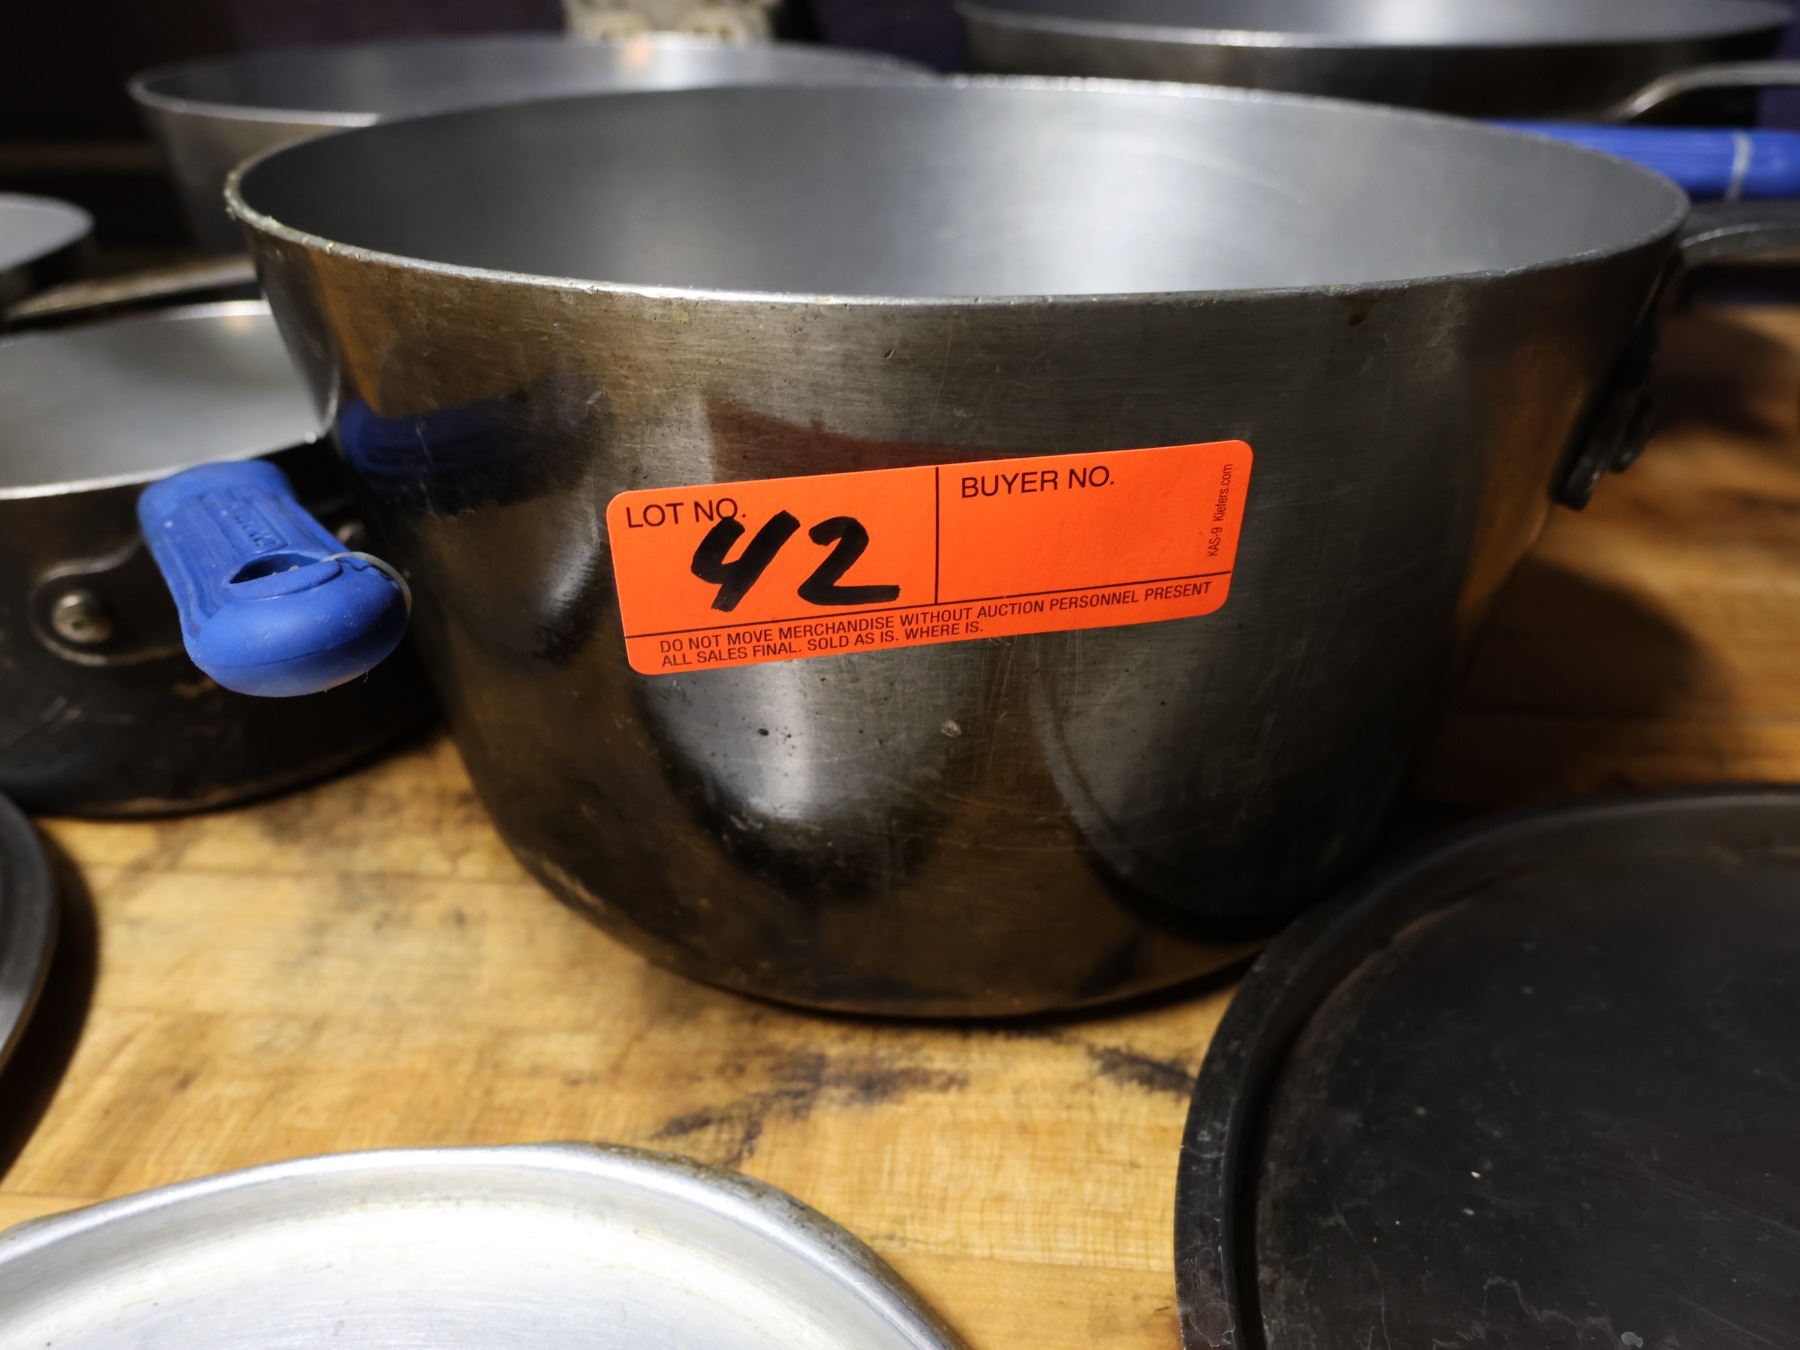 LOT NO.
42
BUYER NO.
KAS-9 Kiefers.com
DO NOT MOVE MERCHANDISE WITHOUT AUCTION PERSONNEL PRESENT
ALL SALES FINAL. SOLD AS IS. WHERE IS.